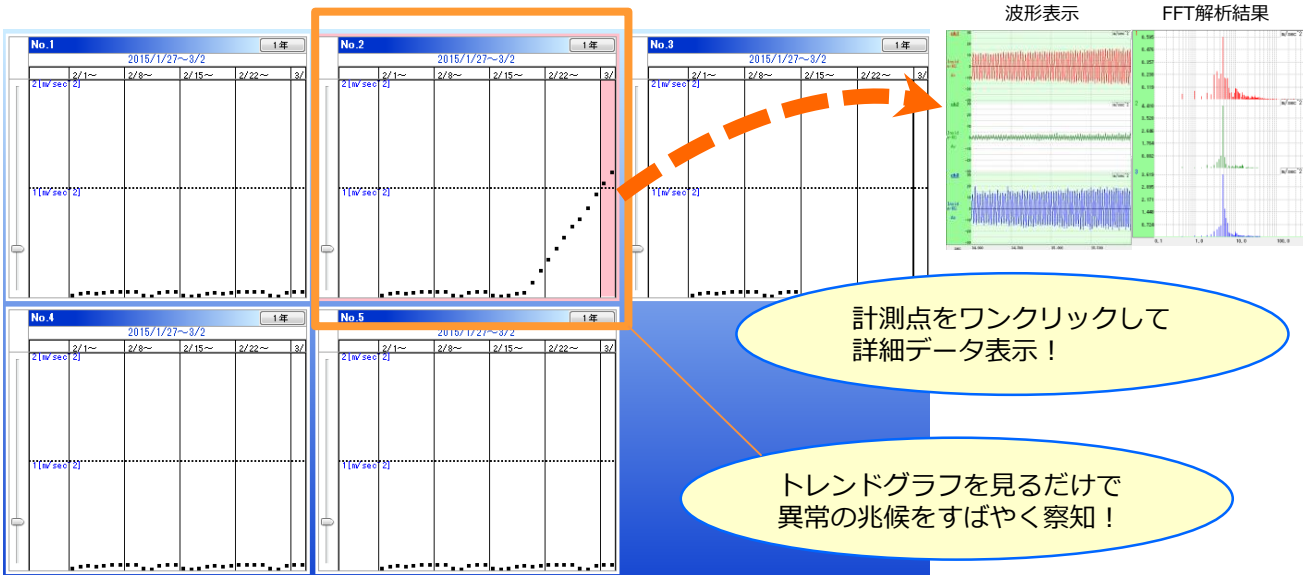 波形表示
FFT解析結果
No.1
1年
2015/1/27～3/2
2/1～ 2/8～ 2/15～ 2/22～ 3/
2[m/sec^2]
1[m/sec^2]
No.2
1年
2015/1/27～3/2
2/1～ 2/8～ 2/15～ 2/22～ 3/
2[m/sec^2]
1[m/sec^2]
No.3
1年
2015/1/27～3/2
2/1～ 2/8～ 2/15～ 2/22～ 3/
2[m/sec^2]
1[m/sec^2]
No.4
1年
2015/1/27～3/2
2/1～ 2/8～ 2/15～ 2/22～ 3/
2[m/sec^2]
1[m/sec^2]
No.5
1年
2015/1/27～3/2
2/1～ 2/8～ 2/15～ 2/22～ 3/
2[m/sec^2]
1[m/sec^2]
0.1 1.0 10.0 100.0
計測点をワンクリックして
詳細データ表示！
トレンドグラフを見るだけで
異常の兆候をすばやく察知！